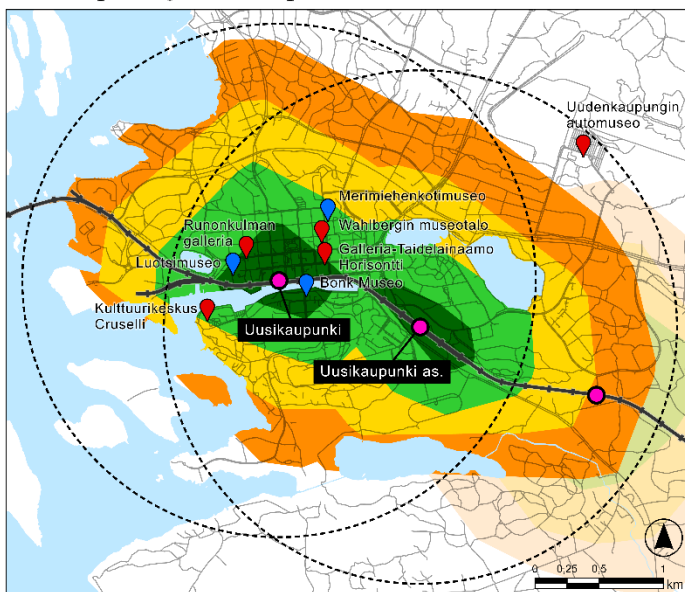 Uudenkaupungin
automuseo
Merimiehenkotimuseo
Runonkulman
galleria
Wahlbergin museotalo
Galleria-Taidelainaamo
Horisontti
Luotsimuseo
Bonk Museo
Kulttuurikeskus
Cruselli
Uusikaupunki
Uusikaupunki as.
0 0,25 0,5 1
km